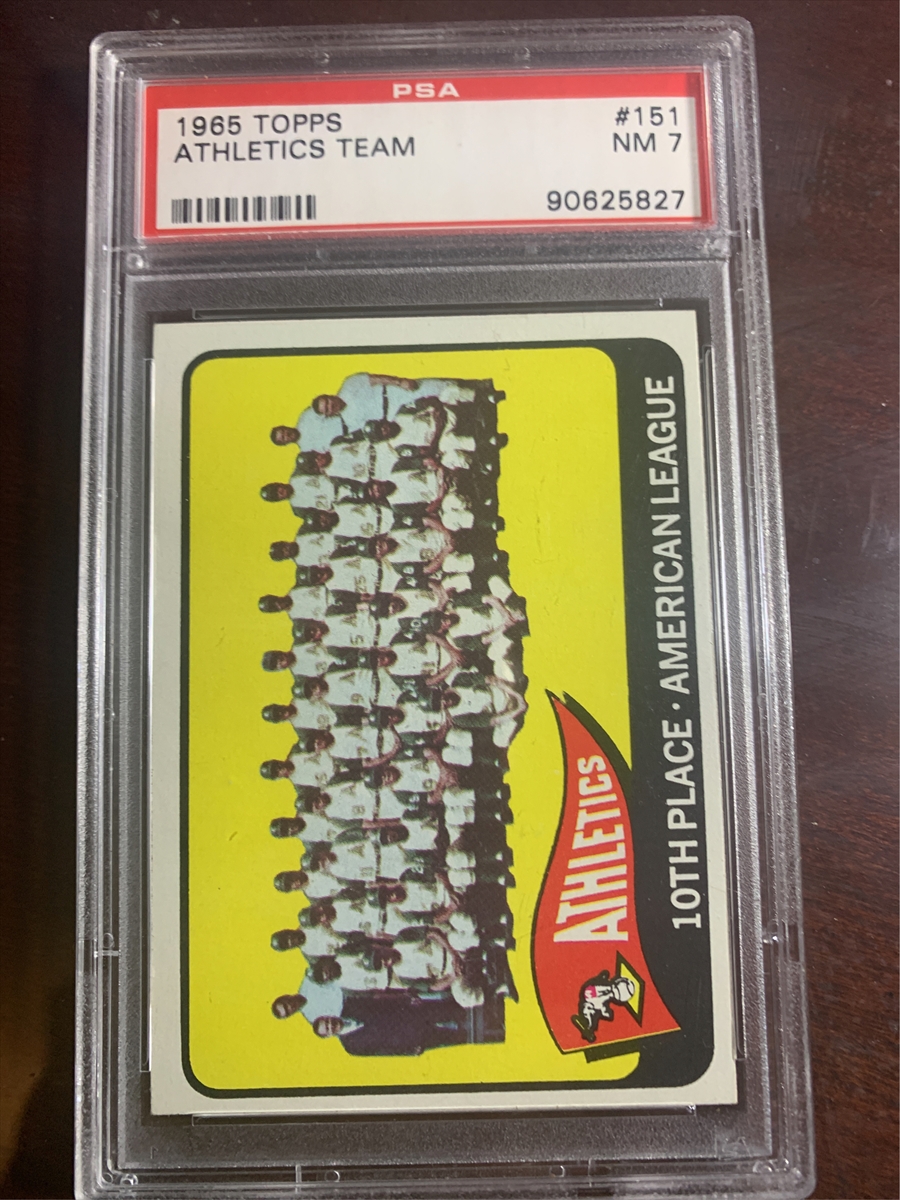 PSA
1965 TOPPS #151
ATHLETICS TEAM NM 7
90625827
ATHLETICS
10TH PLACE · AMERICAN LEAGUE